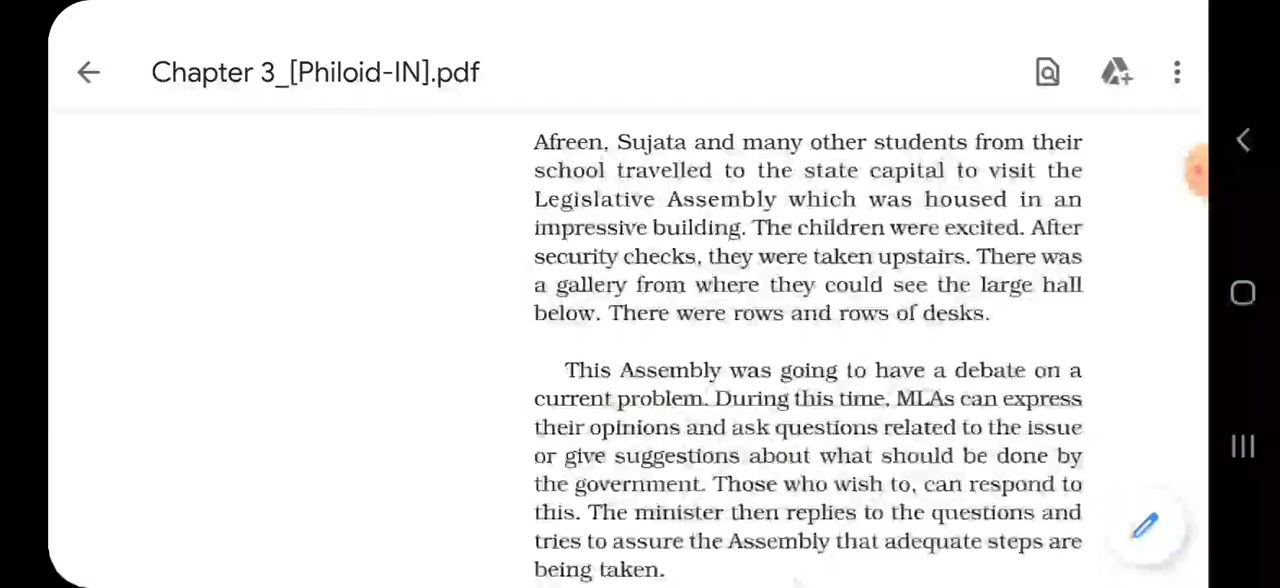 Chapter 3_[Philoid-IN].pdf
Afreen, Sujata and many other students from their
school travelled to the state capital to visit the
Legislative Assembly which was housed in an
impressive building. The children were excited. After
security checks, they were taken upstairs. There was
a gallery from where they could see the large hall
below. There were rows and rows of desks.
This Assembly was going to have a debate on a
current problem. During this time, MLAs can express
their opinions and ask questions related to the issue
or give suggestions about what should be done by
the government. Those who wish to, can respond to
this. The minister then replies to the questions and
tries to assure the Assembly that adequate steps are
being taken.